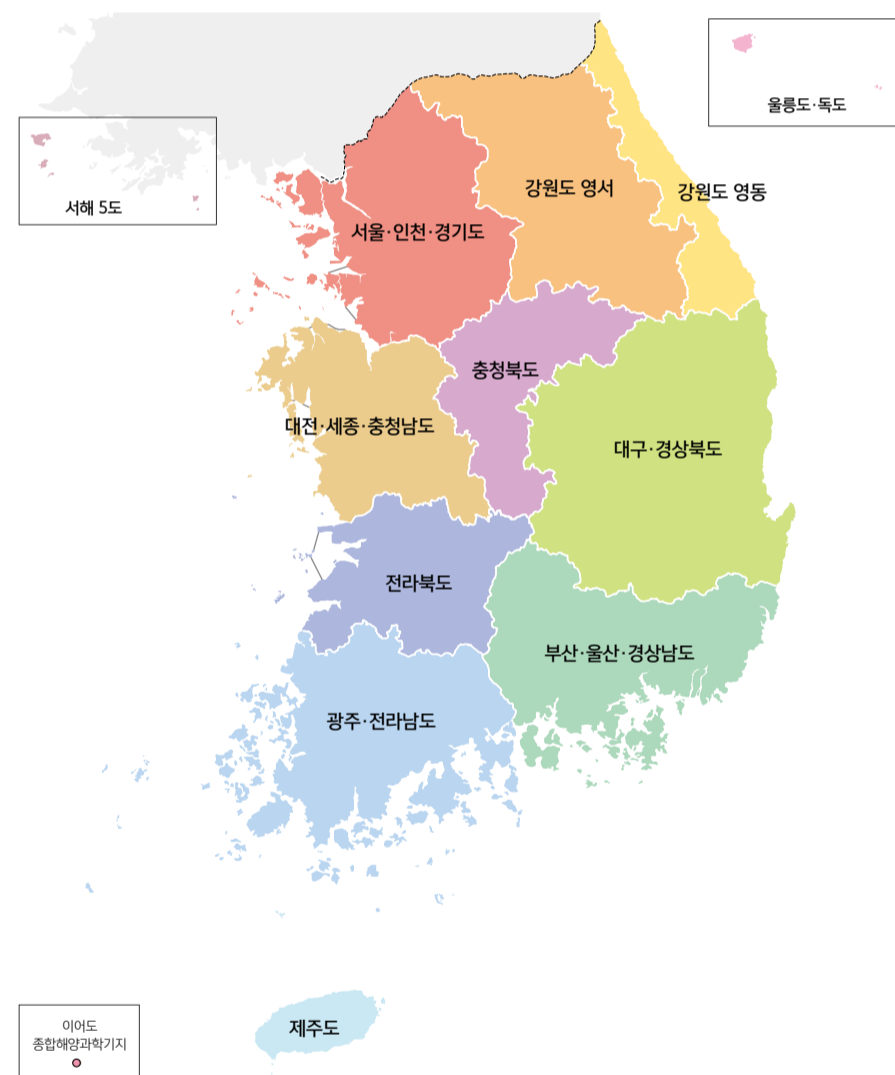 울릉도·독도
서해 5도
강원도 영서
강원도 영동
서울·인천·경기도
충청북도
대전·세종·충청남도
대구·경상북도
전라북도
부산·울산·경상남도
광주·전라남도
제주도
이어도
종합해양과학기지